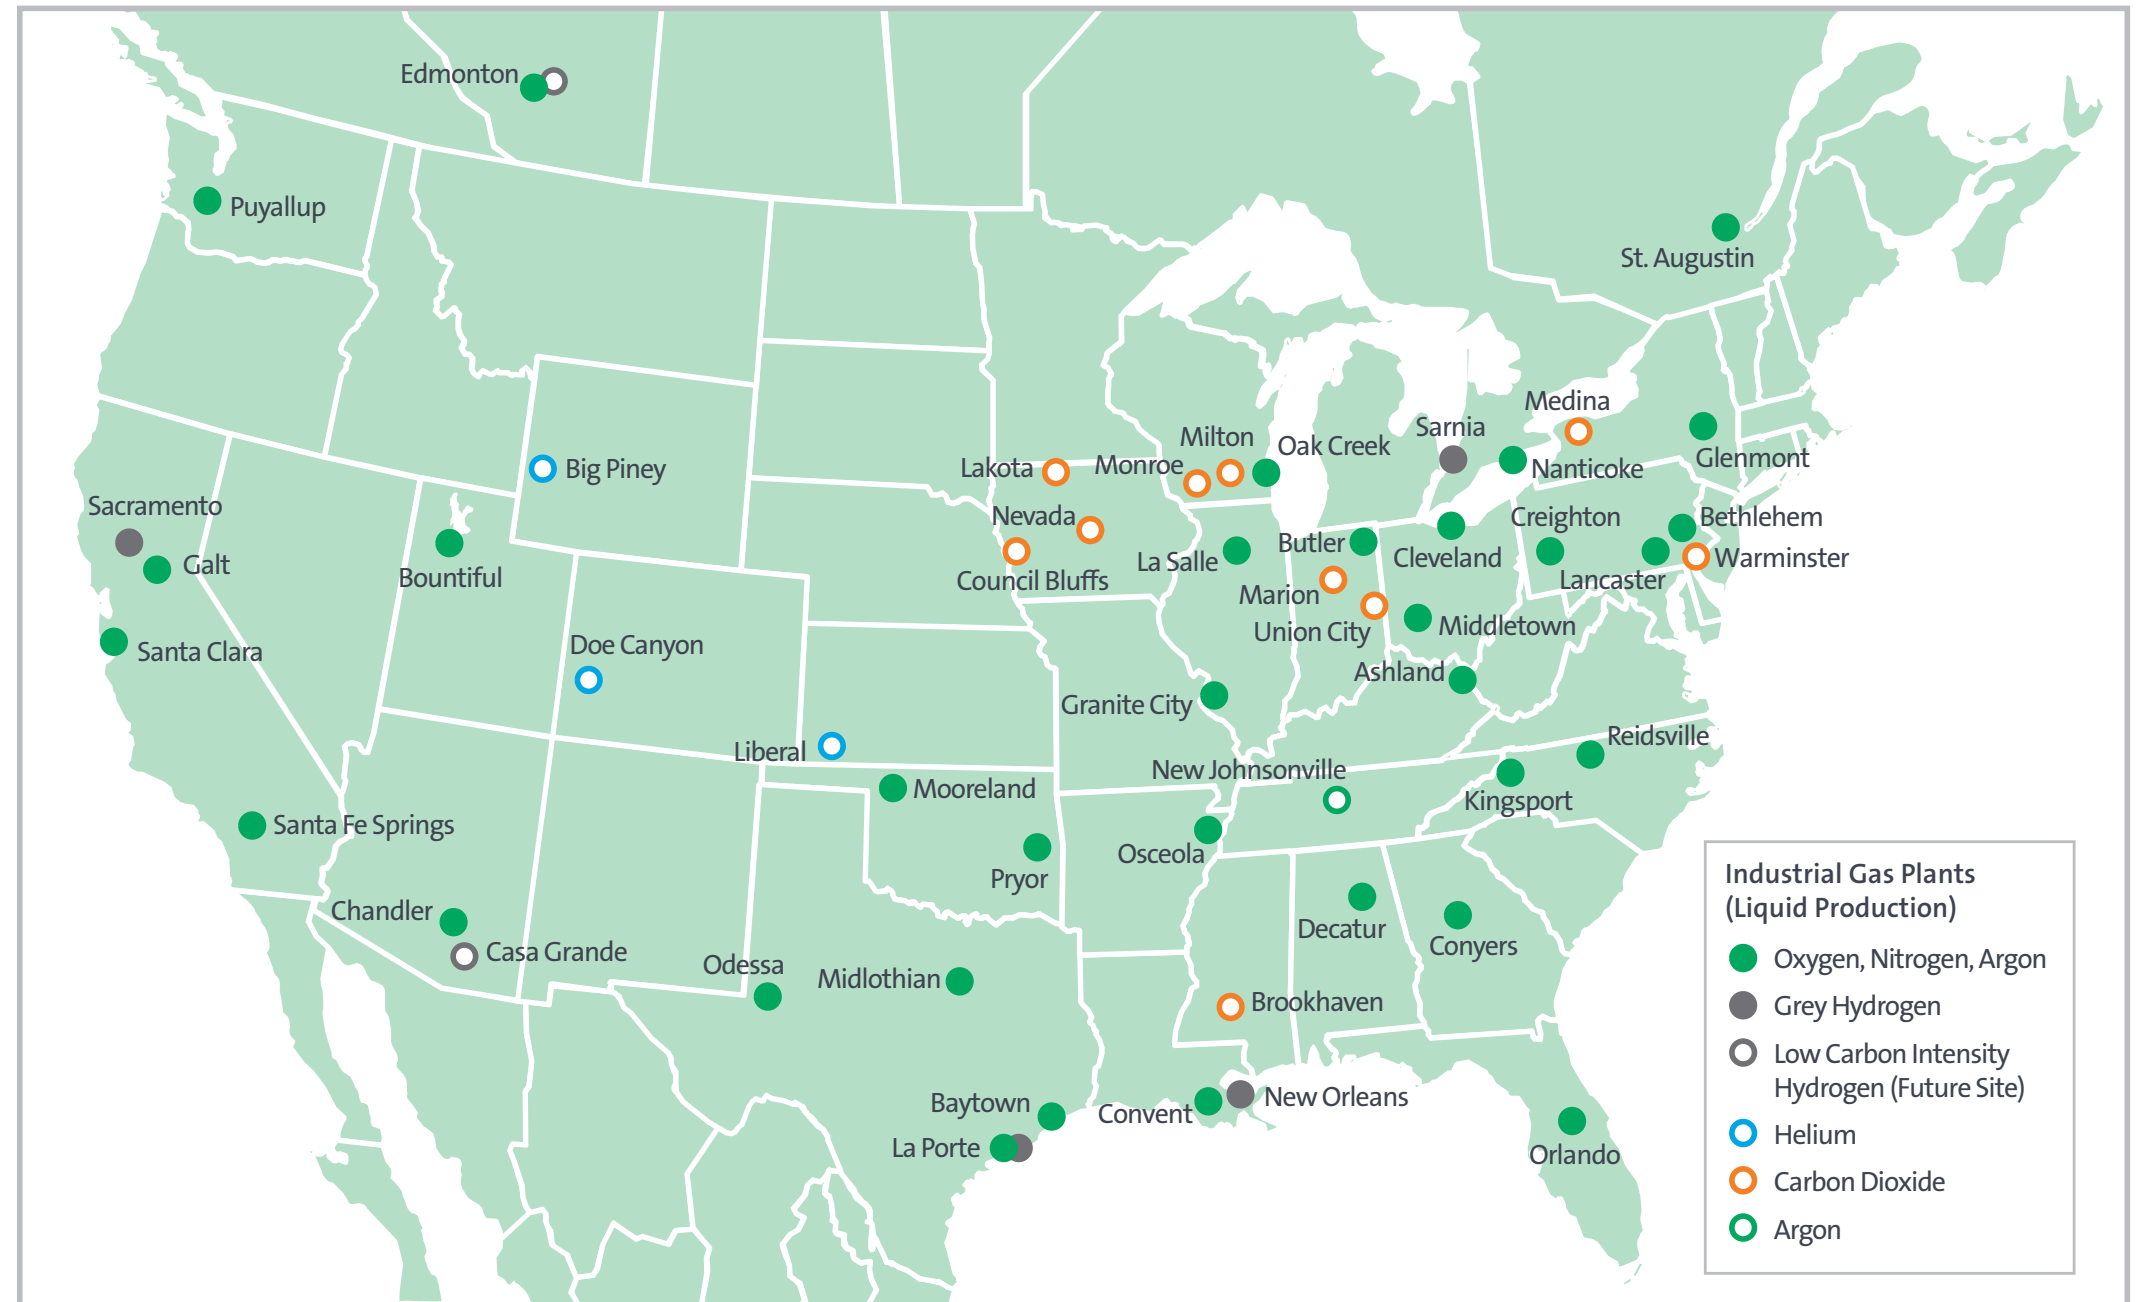 Edmonton
Puyallup
St. Augustin
Medina
Sarnia
Milton
Oak Creek
Big Piney
Lakota
Monroe
Nanticoke
Glenmont
Sacramento
Nevada
Creighton
Bethlehem
Galt
Bountiful
Council Bluffs
La Salle
Butler
Cleveland
Warminster
Lancaster
Marion
Union City
Middletown
Santa Clara
Doe Canyon
Ashland
Granite City
Reidsville
Liberal
New Johnsonville
Mooreland
Kingsport
Santa Fe Springs
Osceola
Pryor
Chandler
Decatur
Conyers
Casa Grande
Odessa
Midlothian
Brookhaven
Baytown
Convent
New Orleans
La Porte
Orlando
Industrial Gas Plants
(Liquid Production)
Oxygen, Nitrogen, Argon
Grey Hydrogen
Low Carbon Intensity
Hydrogen (Future Site)
Helium
Carbon Dioxide
Argon